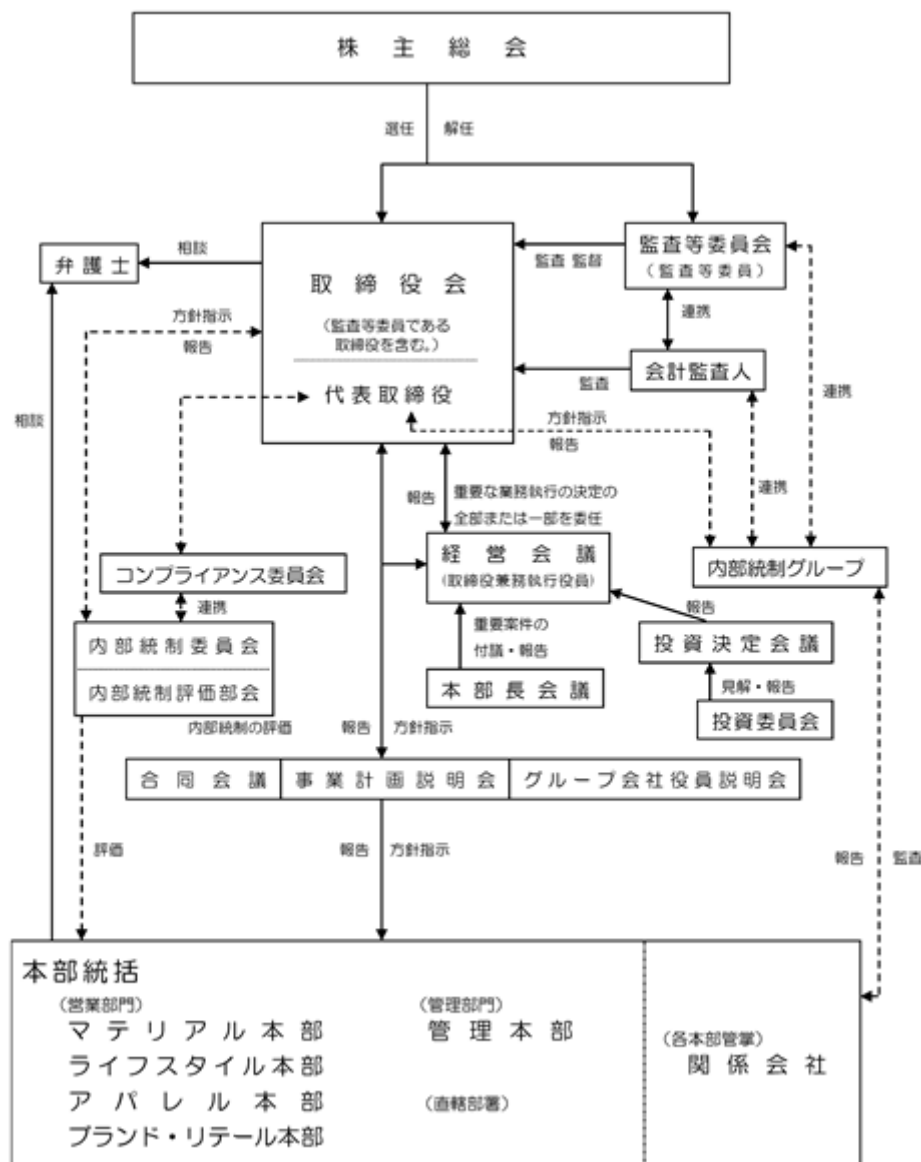 株主総会
選任 解任
弁護士
相談
取締役会
(監査等委員である
取締役を含む。)
代表取締役
監査 監督
監査等委員会
(監査等委員)
連携
監査
会計監査人
方針指示
報告
方針指示
報告
連携
連携
相談
報告
重要な業務執行の決定の
全部または一部を委任
コンプライアンス委員会
連携
経営会議
(取締役兼務執行役員)
内部統制グループ
内部統制委員会
内部統制評価部会
重要案件の
付議・報告
報告
投資決定会議
本部長会議
見解・報告
投資委員会
内部統制の評価
報告 方針指示
合同会議 事業計画説明会 グループ会社役員説明会
評価
報告 方針指示
報告 監査
本部統括
(営業部門)
マテリアル本部
ライフスタイル本部
アパレル本部
ブランド・リテール本部
(管理部門)
管理本部
(直轄部署)
(各本部管掌)
関係会社